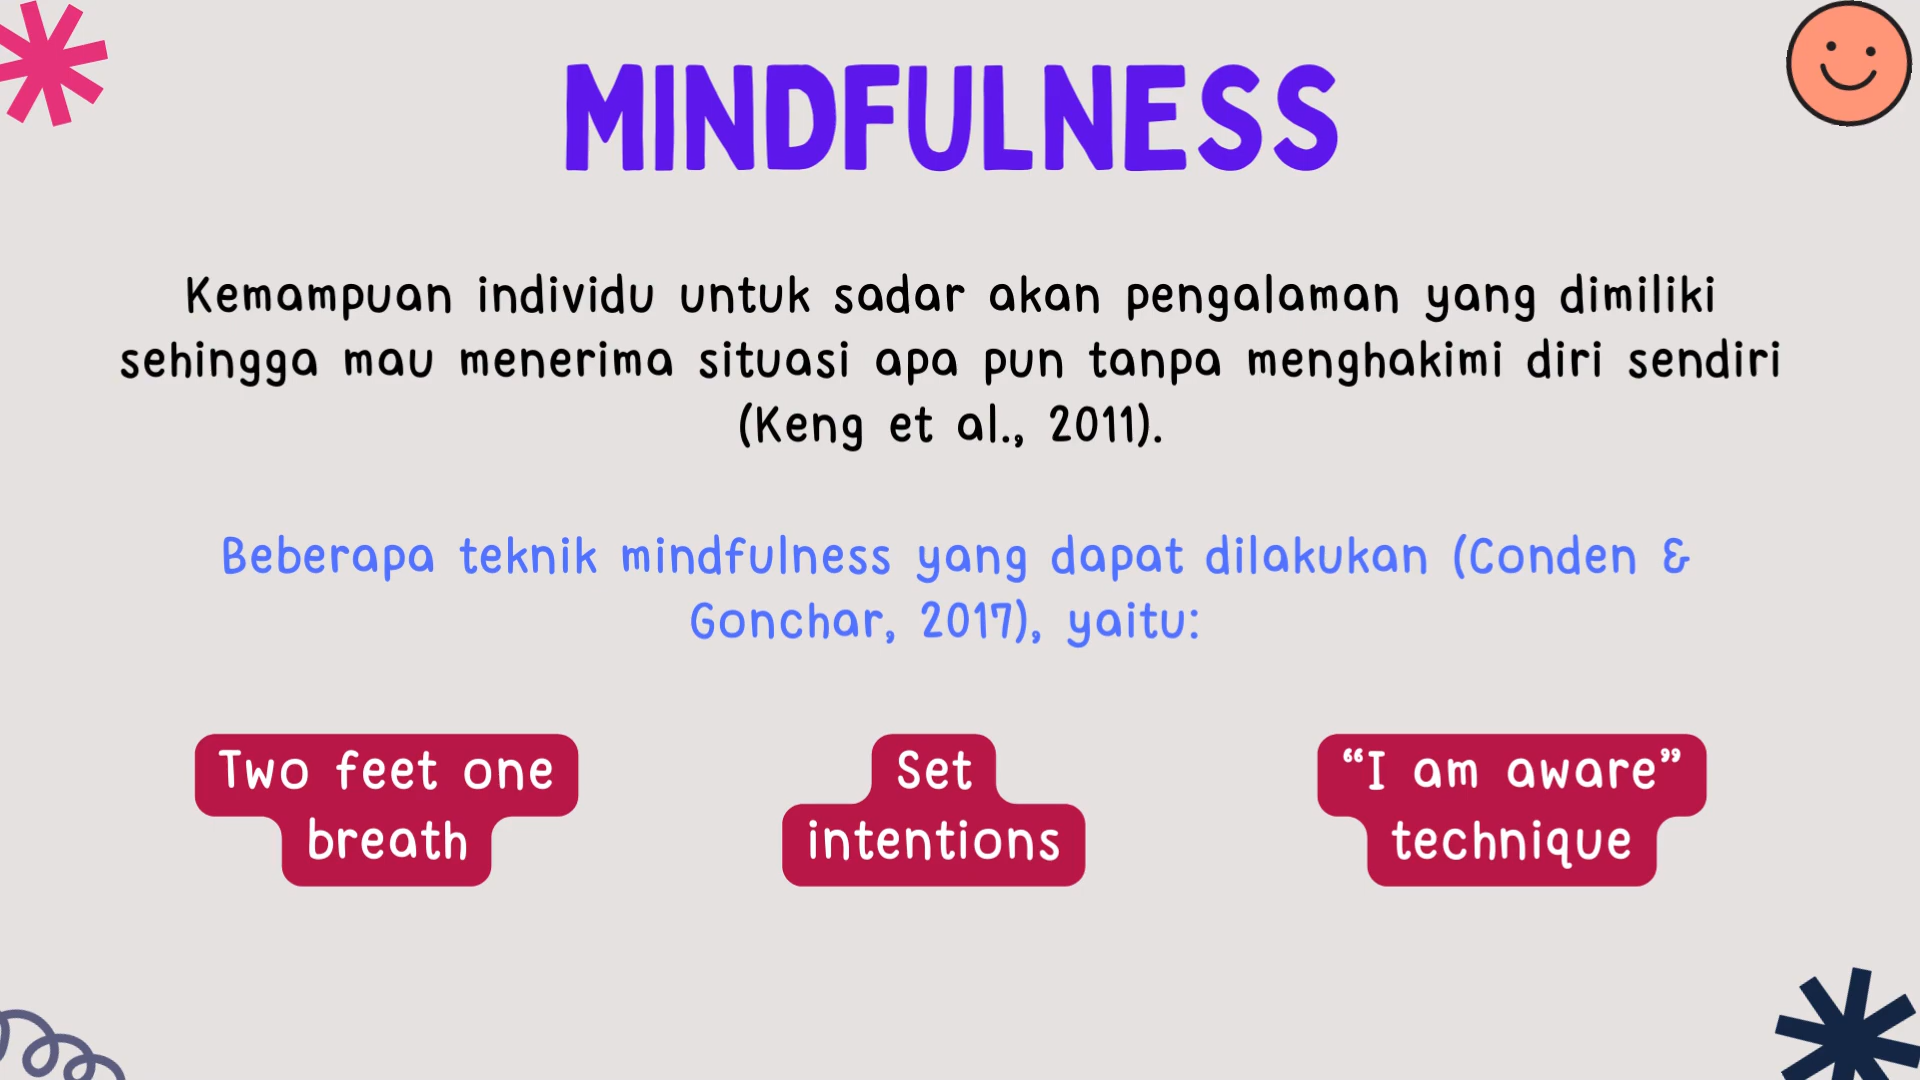 MINDFULNESS
Kemampuan individu untuk sadar akan pengalaman yang dimiliki
sehingga mau menerima situasi apa pun tanpa menghakimi diri sendiri
(Keng et al., 2011).
Beberapa teknik mindfulness yang dapat dilakukan (Conden &
Gonchar, 2017), yaitu:
Two feet one
breath
Set
intentions
“I am aware”
technique